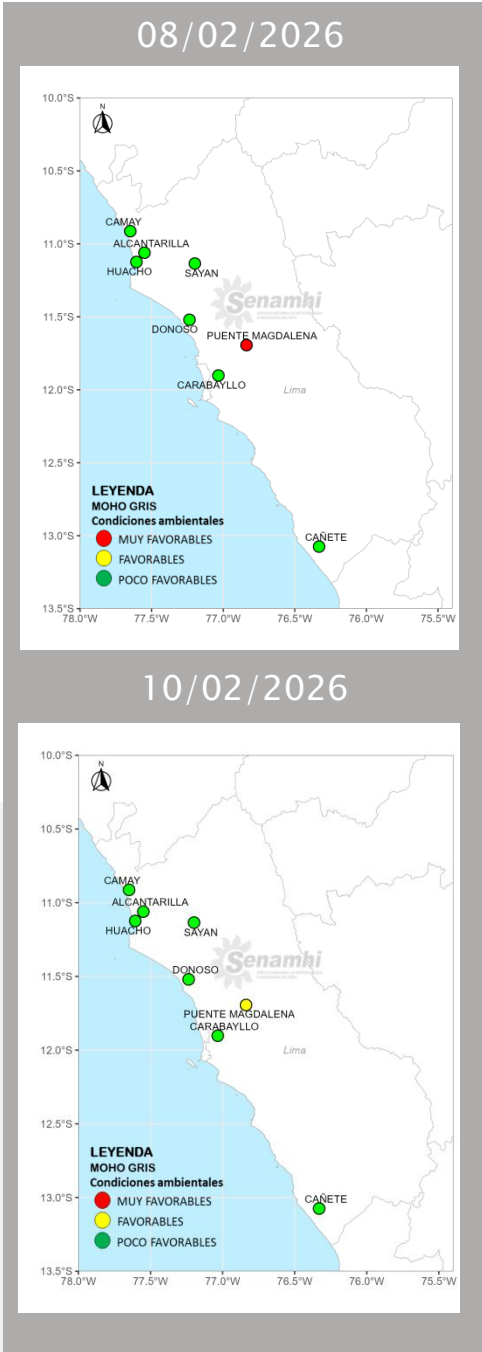 08/02/2026
N
10.0°S
10.5°S
11.0°S
11.5°S
12.0°S
12.5°S
13.0°S
13.5°S
CAMAY
ALCANTARILLA
HUACHO
SAYAN
Senamhi
DONOSO
PUENTE MAGDALENA
CARABAYLLO
Lima
CAÑETE
LEYENDA
MOHO GRIS
Condiciones ambientales
MUY FAVORABLES
FAVORABLES
POCO FAVORABLES
78.0°W 77.5°W 77.0°W 76.5°W 76.0°W 75.5°W
10/02/2026
N
10.0°S
10.5°S
11.0°S
11.5°S
12.0°S
12.5°S
13.0°S
13.5°S
CAMAY
ALCANTARILLA
HUACHO
SAYAN
Senamhi
DONOSO
PUENTE MAGDALENA
CARABAYLLO
Lima
CAÑETE
LEYENDA
MOHO GRIS
Condiciones ambientales
MUY FAVORABLES
FAVORABLES
POCO FAVORABLES
78.0°W 77.5°W 77.0°W 76.5°W 76.0°W 75.5°W